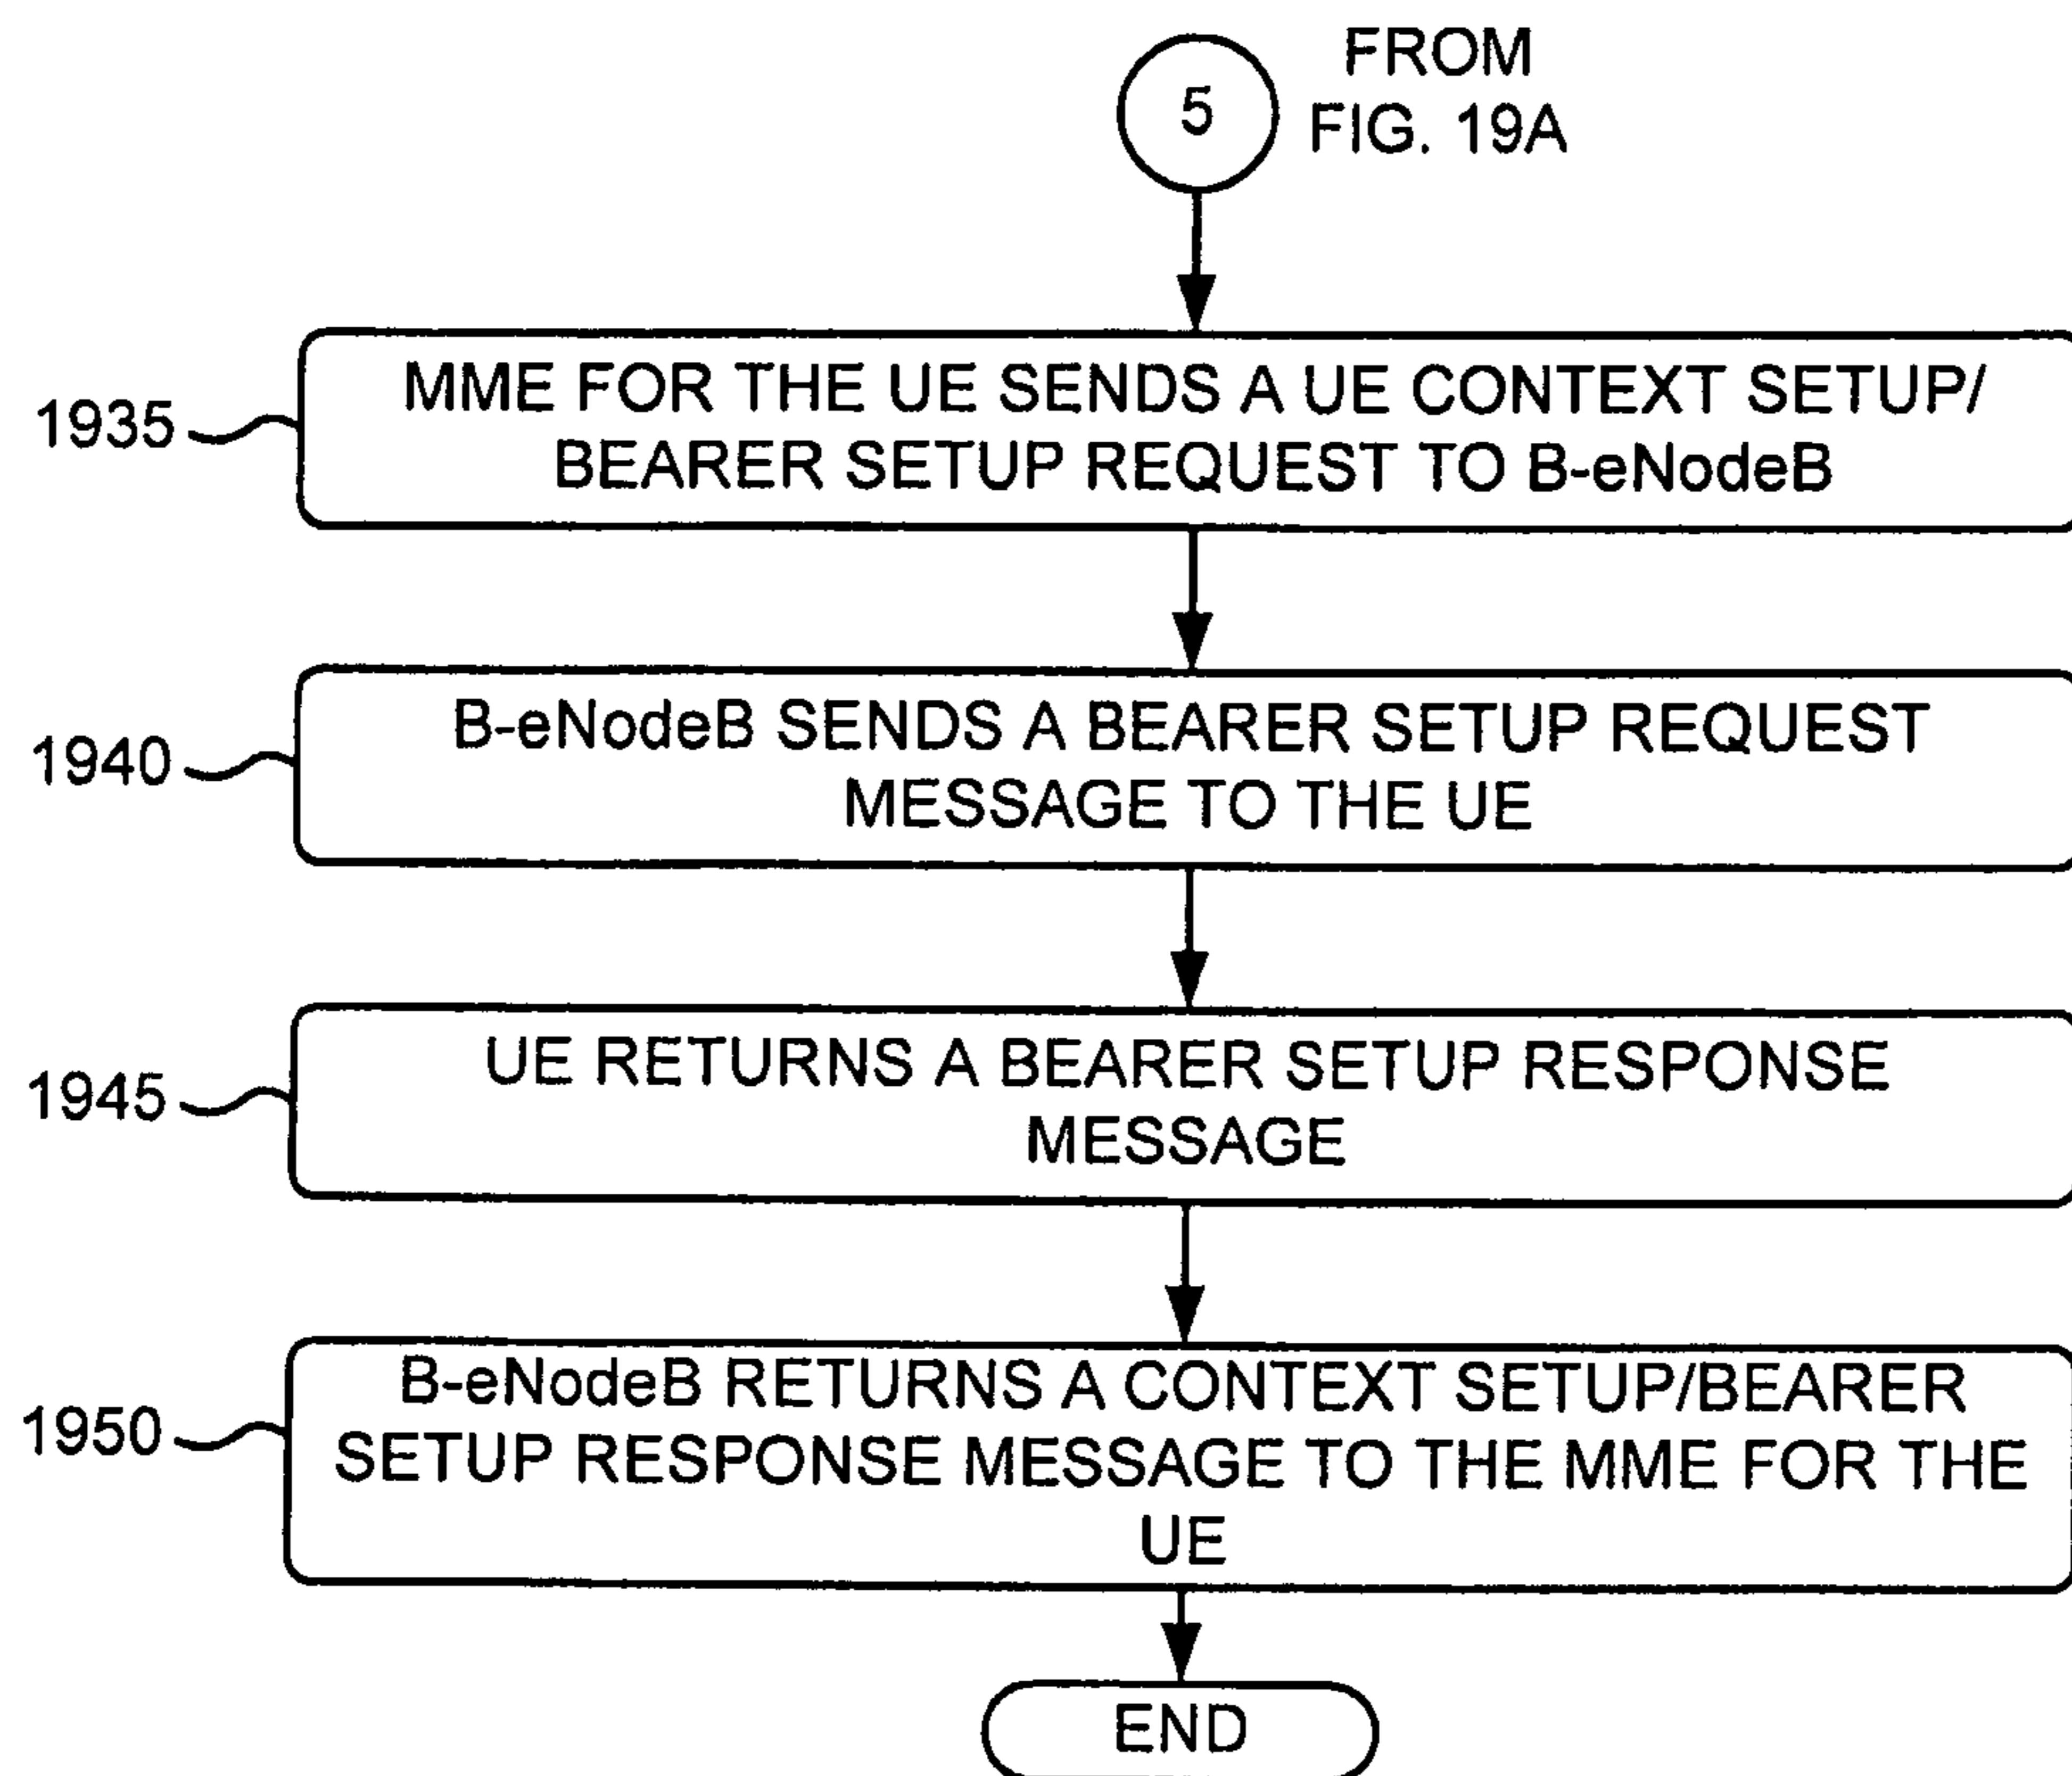 5
FROM
FIG. 19A
1935
MME FOR THE UE SENDS A UE CONTEXT SETUP/
BEARER SETUP REQUEST TO B-eNodeB
1940
B-eNodeB SENDS A BEARER SETUP REQUEST
MESSAGE TO THE UE
1945
UE RETURNS A BEARER SETUP RESPONSE
MESSAGE
1950
B-eNodeB RETURNS A CONTEXT SETUP/BEARER
SETUP RESPONSE MESSAGE TO THE MME FOR THE
UE
END